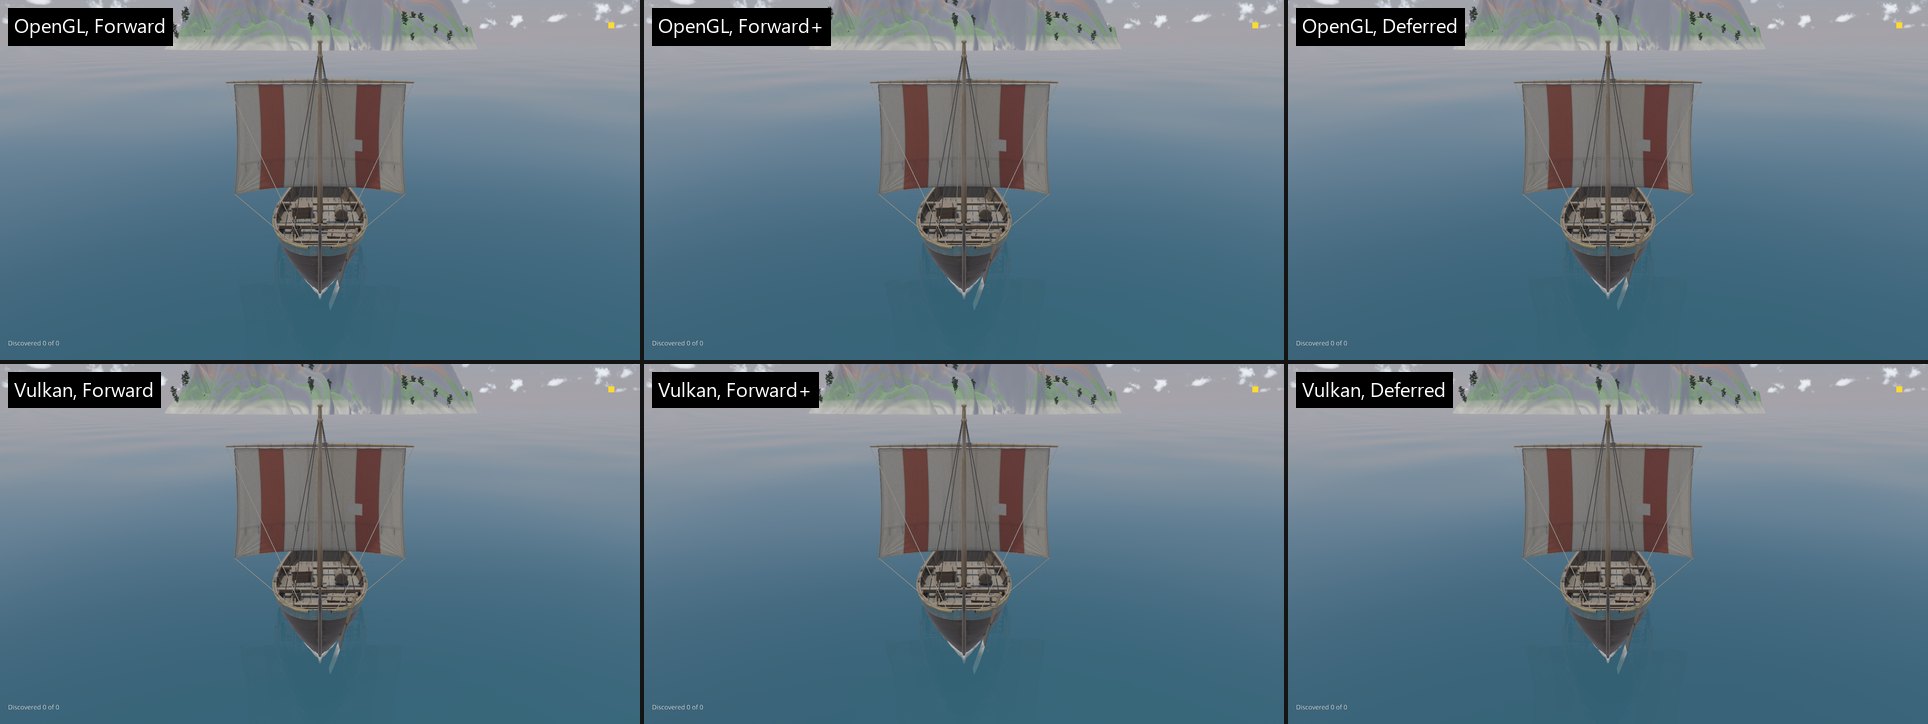 OpenGL, Forward
OpenGL, Forward+
OpenGL, Deferred
Discovered 0 of 0
Discovered 0 of 0
Discovered 0 of 0
Vulkan, Forward
Vulkan, Forward+
Vulkan, Deferred
Discovered 0 of 0
Discovered 0 of 0
Discovered 0 of 0